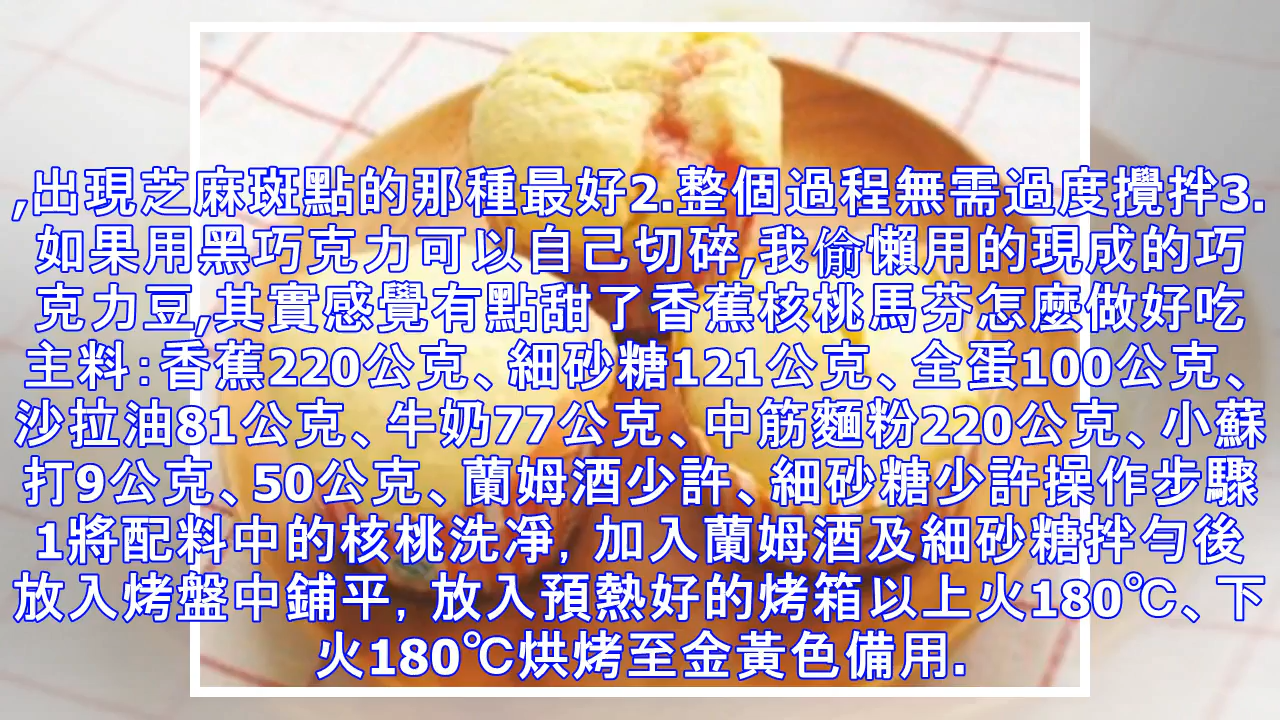 ,出現芝麻斑點的那種最好2.整個過程無需過度攪拌3.
如果用黑巧克力可以自己切碎,我偷懶用的現成的巧
克力豆,其實感覺有點甜了香蕉核桃馬芬怎麼做好吃
主料：香蕉220公克、細砂糖121公克、全蛋100公克、
沙拉油81公克、牛奶77公克、中筋麵粉220公克、小蘇
打9公克、50公克、蘭姆酒少許、細砂糖少許操作步驟
1將配料中的核桃洗凈，加入蘭姆酒及細砂糖拌勻後
放入烤盤中鋪平，放入預熱好的烤箱以上火180℃、下
火180℃烘烤至金黃色備用.